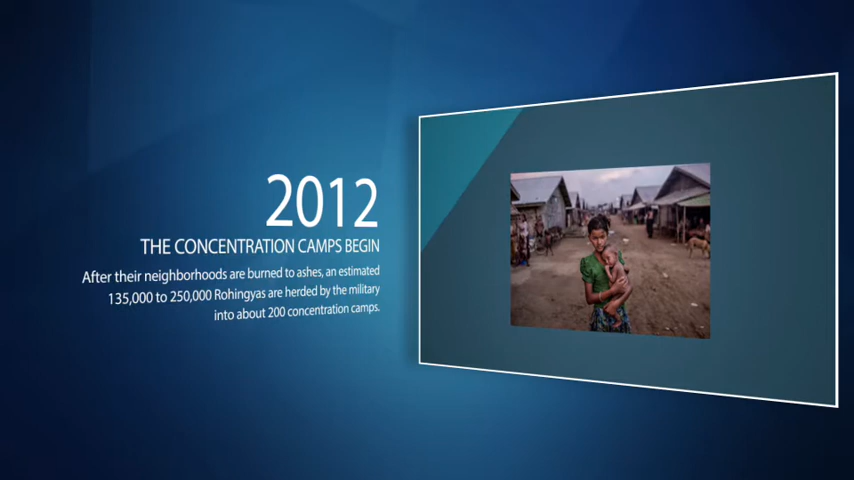 2012
THE CONCENTRATION CAMPS BEGIN
After their neighborhoods are burned to ashes, an estimated
135,000 to 250,000 Rohingyas are herded by the military
into about 200 concentration camps.